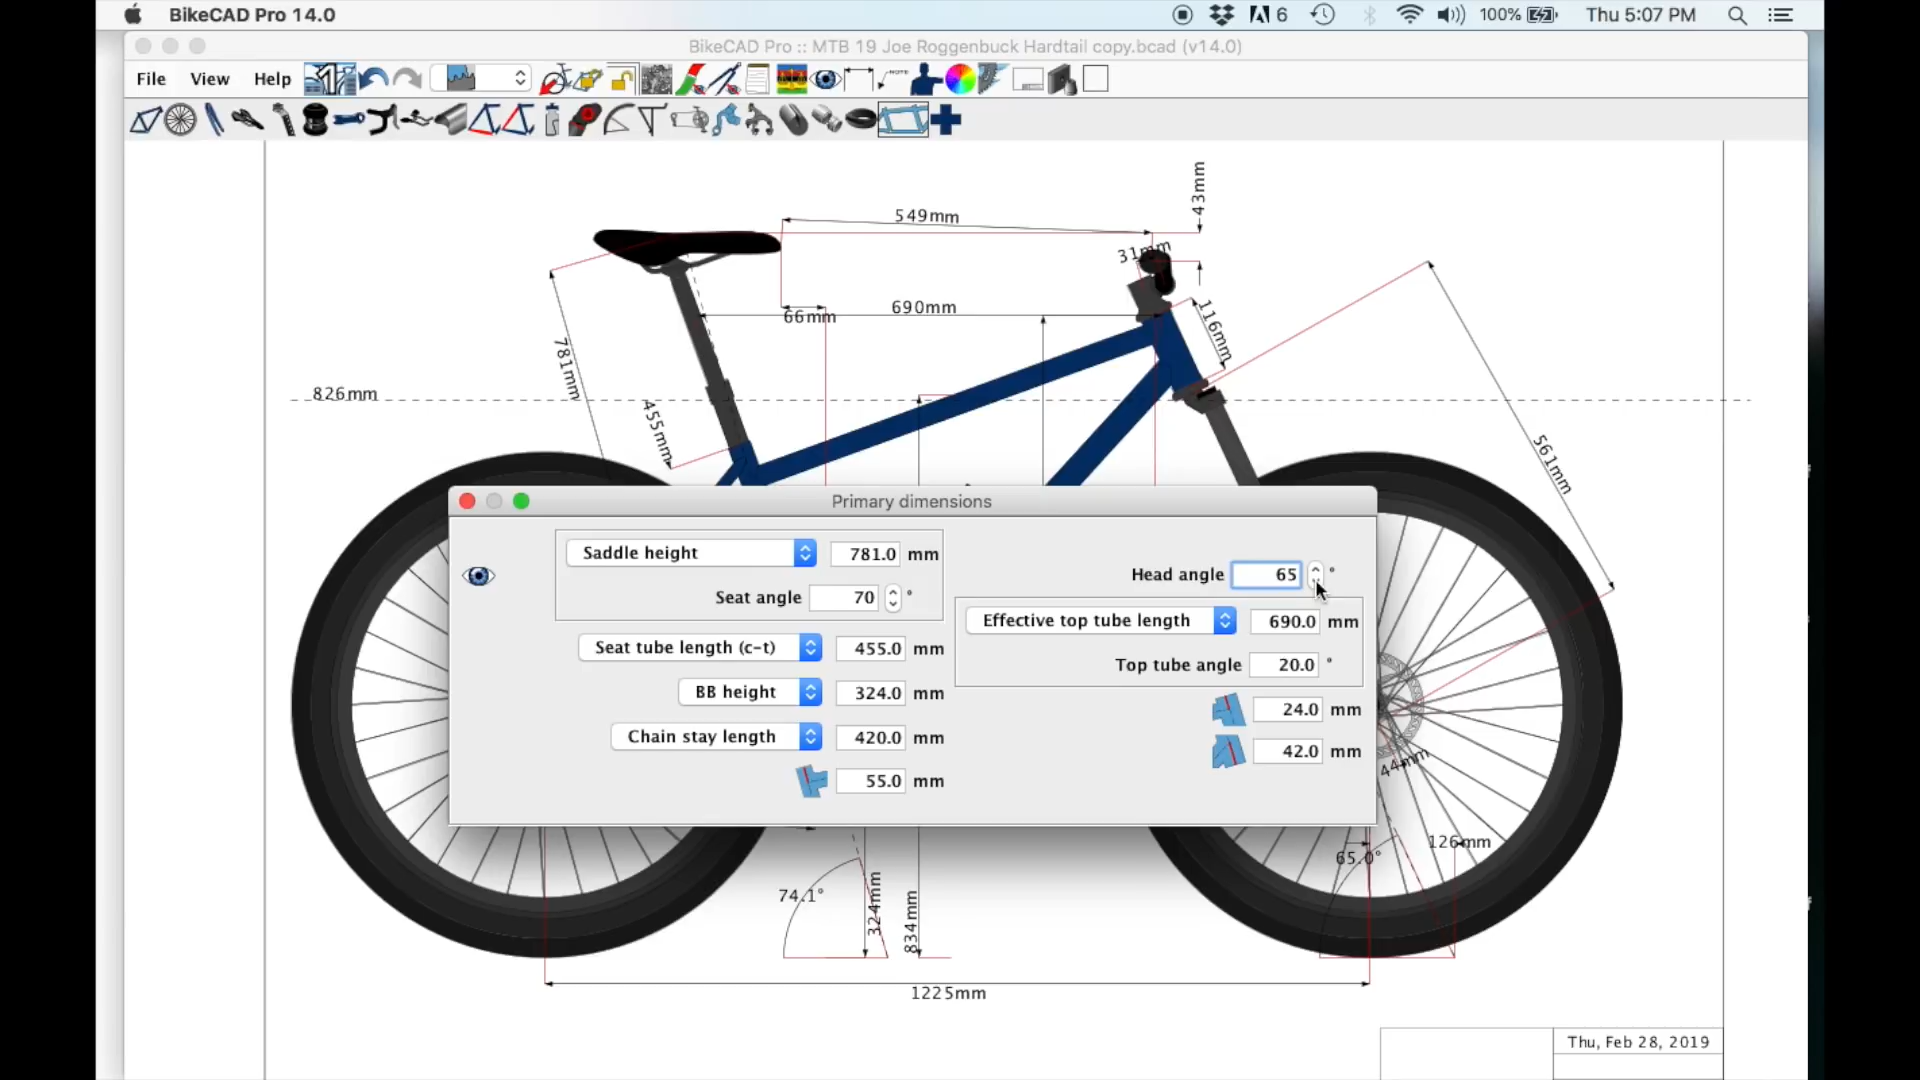 BikeCAD Pro 14.0
6
100%
Thu 5:07 PM
BikeCAD Pro :: MTB 19 Joe Roggenbuck Hardtail copy.bcad (v14.0)
File View Help
43mm
549mm
31mm
690mm
66mm
116mm
781mm
826mm
455mm
561mm
Primary dimensions
Saddle height 781.0 mm
Seat angle 70 °
Seat tube length (c-t) 455.0 mm
BB height 324.0 mm
Chain stay length 420.0 mm
55.0 mm
Head angle 65 °
Effective top tube length 690.0 mm
Top tube angle 20.0 °
24.0 mm
42.0 mm
44mm
126mm
65.0°
74.1°
324mm
834mm
1225mm
Thu, Feb 28, 2019